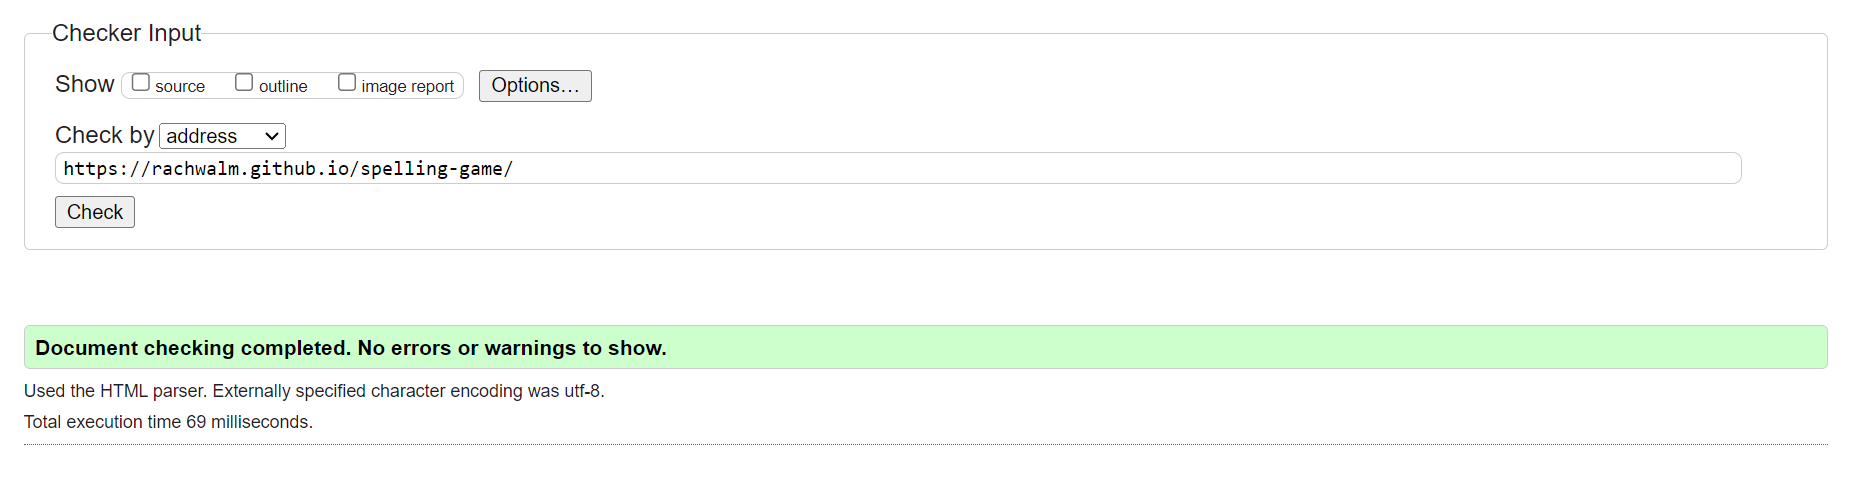 Checker Input
Show source outline image report Options...
Check by address
https://rachwalm.github.io/spelling-game/
Check
Document checking completed. No errors or warnings to show.
Used the HTML parser. Externally specified character encoding was utf-8.
Total execution time 69 milliseconds.